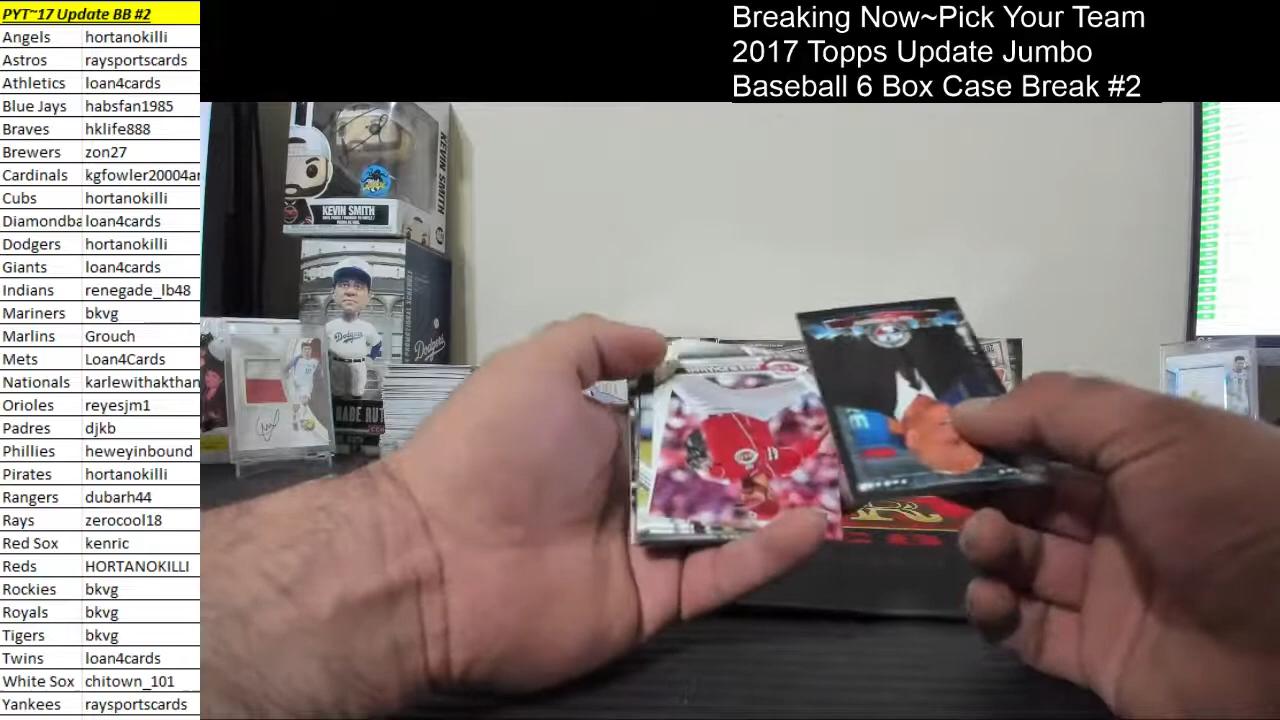 PYT~17 Update BB #2
Angels hortanokilli
Astros raysportscards
Athletics loan4cards
Blue Jays habsfan1985
Braves hklife888
Brewers zon27
Cardinals kgfowler20004ar
Cubs hortanokilli
Diamondba loan4cards
Dodgers hortanokilli
Giants loan4cards
Indians renegade_lb48
Mariners bkvg
Marlins Grouch
Mets Loan4Cards
Nationals karlewithakthan
Orioles reyesjm1
Padres djkb
Phillies heweyinbound
Pirates hortanokilli
Rangers dubarh44
Rays zerocool18
Red Sox kenric
Reds HORTANOKILLI
Rockies bkvg
Royals bkvg
Tigers bkvg
Twins loan4cards
White Sox chitown_101
Yankees raysportscards
Breaking Now~Pick Your Team
2017 Topps Update Jumbo
Baseball 6 Box Case Break #2
KEVIN SMITH
KEVIN SMITH
Dodgers
Dodgers